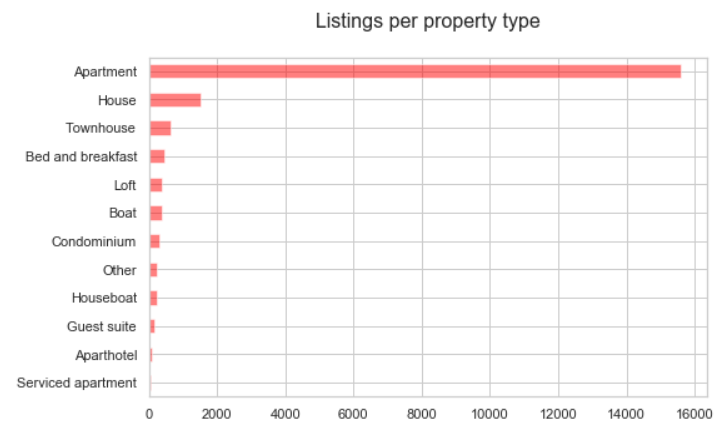 Listings per property type
Apartment
House
Townhouse
Bed and breakfast
Loft
Boat
Condominium
Other
Houseboat
Guest suite
Aparthotel
Serviced apartment
0 2000 4000 6000 8000 10000 12000 14000 16000